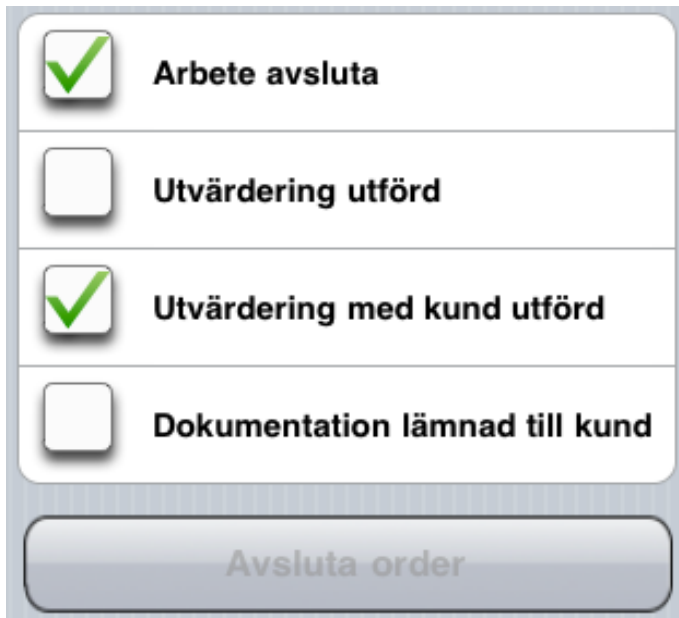 Arbete avsluta
Utvärdering utförd
Utvärdering med kund utförd
Dokumentation lämnad till kund
Avsluta order